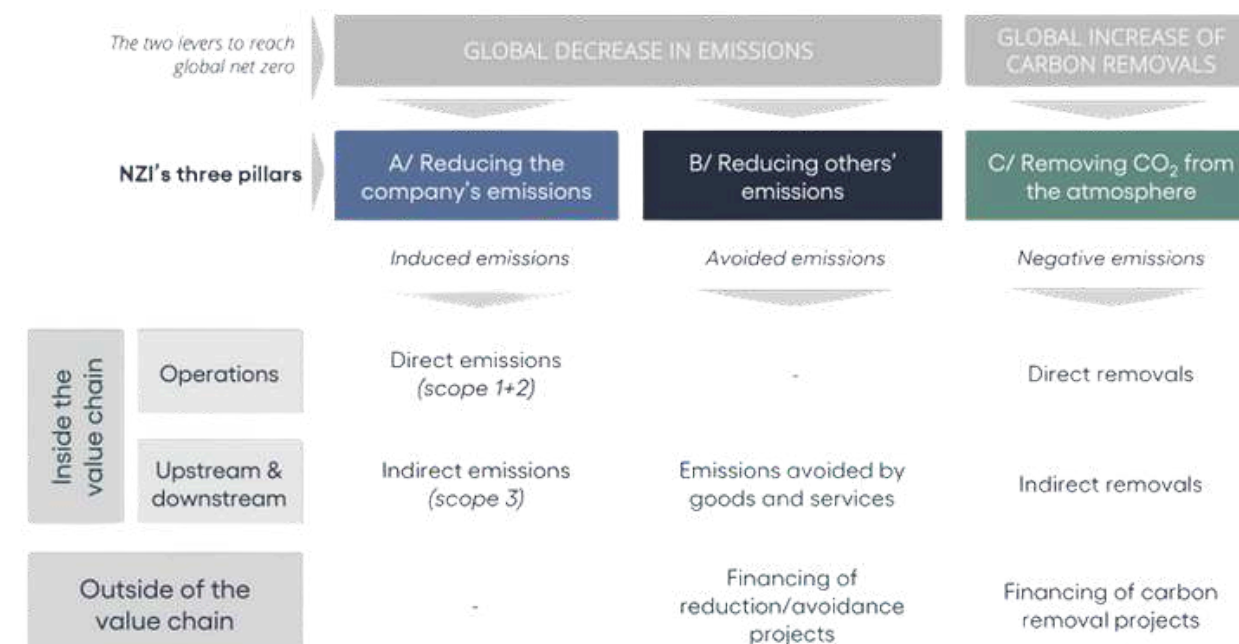 The two levers to reach
global net zero
GLOBAL DECREASE IN EMISSIONS
GLOBAL INCREASE OF
CARBON REMOVALS
NZI's three pillars
A/ Reducing the
company's emissions
B/ Reducing others'
emissions
C/ Removing CO₂ from
the atmosphere
Induced emissions
Avoided emissions
Negative emissions
Inside the
value chain
Operations
Direct emissions
(scope 1+2)
-
Direct removals
Upstream &
downstream
Indirect emissions
(scope 3)
Emissions avoided by
goods and services
Indirect removals
Outside of the
value chain
-
Financing of
reduction/avoidance
projects
Financing of carbon
removal projects